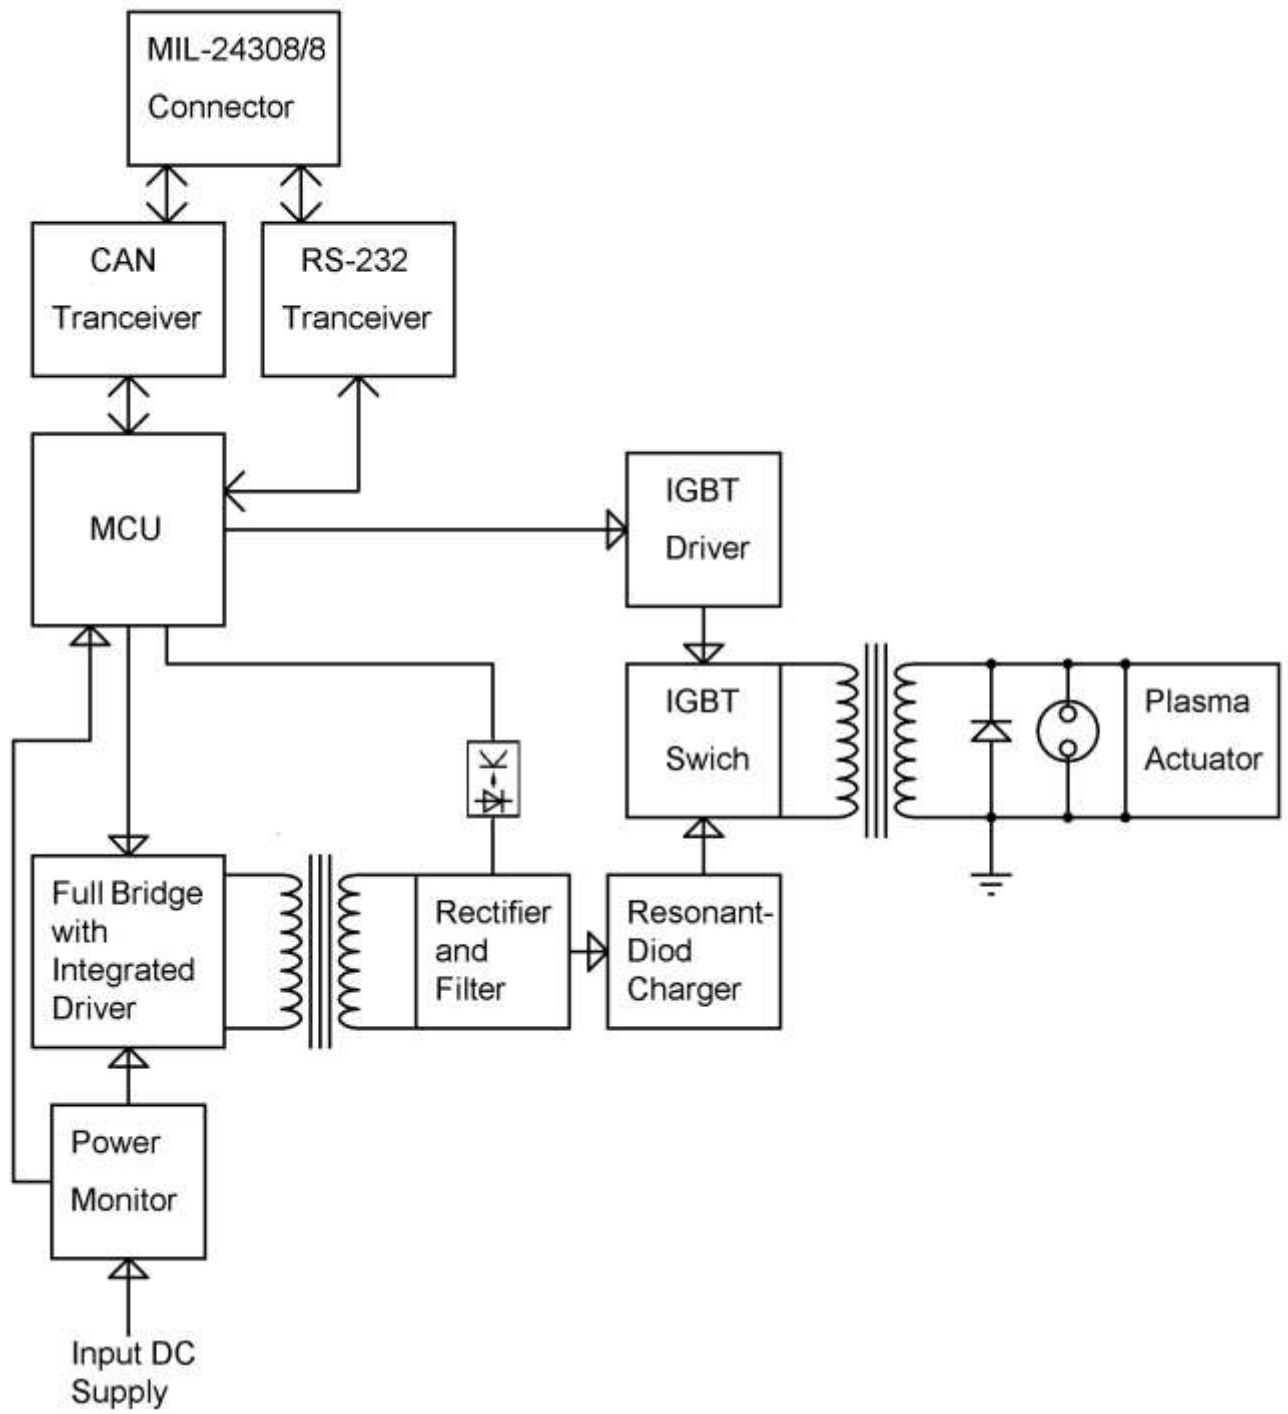 MIL-24308/8
Connector
CAN
Tranceiver
RS-232
Tranceiver
MCU
IGBT
Driver
IGBT
Swich
Plasma
Actuator
Full Bridge
with
Integrated
Driver
Rectifier
and
Filter
Resonant-
Diod
Charger
Power
Monitor
Input DC
Supply